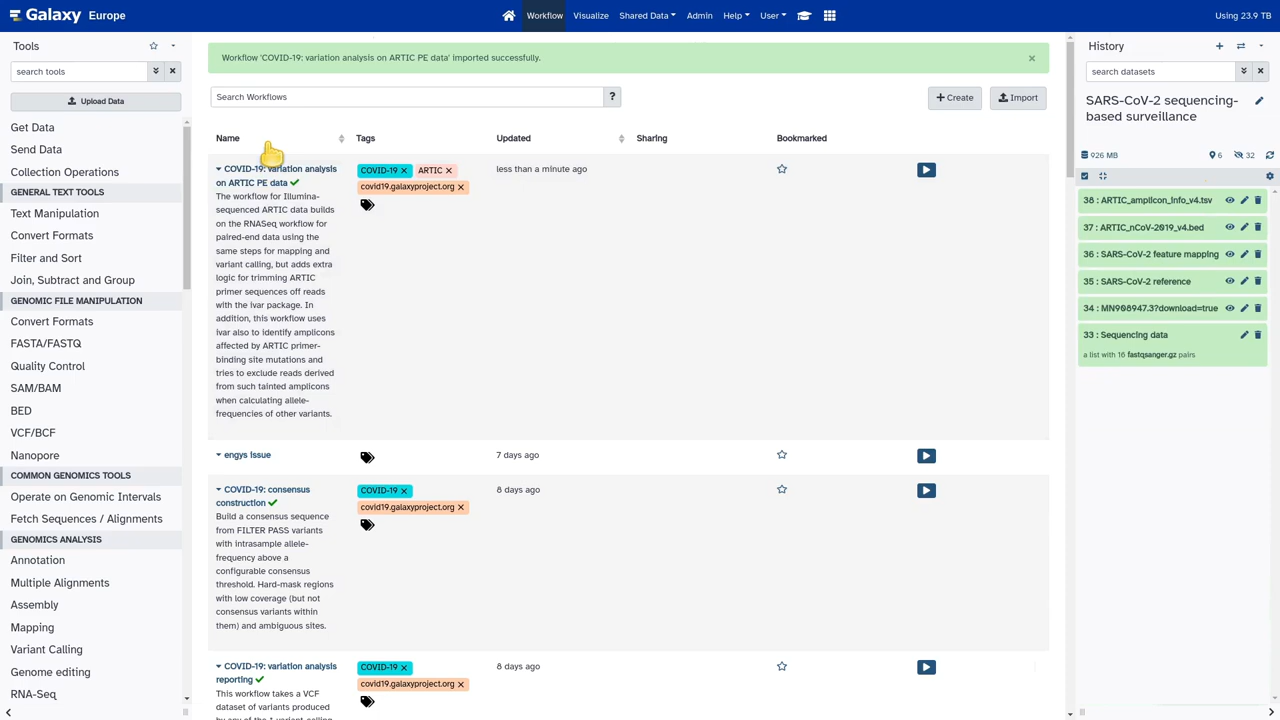 Galaxy Europe
Workflow Visualize Shared Data Admin Help User
Using 23.9 TB
Tools
search tools
Upload Data
Get Data
Send Data
Collection Operations
GENERAL TEXT TOOLS
Text Manipulation
Convert Formats
Filter and Sort
Join, Subtract and Group
GENOMIC FILE MANIPULATION
Convert Formats
FASTA/FASTQ
Quality Control
SAM/BAM
BED
VCF/BCF
Nanopore
COMMON GENOMICS TOOLS
Operate on Genomic Intervals
Fetch Sequences / Alignments
GENOMICS ANALYSIS
Annotation
Multiple Alignments
Assembly
Mapping
Variant Calling
Genome editing
RNA-Seq
Workflow 'COVID-19: variation analysis on ARTIC PE data' imported successfully.
×
Search Workflows
?
+ Create
Import
Name Tags Updated Sharing Bookmarked
COVID-19: variation analysis
on ARTIC PE data
The workflow for Illumina-
sequenced ARTIC data builds
on the RNASeq workflow for
paired-end data using the
same steps for mapping and
variant calling, but adds extra
logic for trimming ARTIC
primer sequences off reads
with the ivar package. In
addition, this workflow uses
ivar also to identify amplicons
affected by ARTIC primer-
binding site mutations and
tries to exclude reads derived
from such tainted amplicons
when calculating allele-
frequencies of other variants.
COVID-19 × ARTIC ×
covid19.galaxyproject.org ×
less than a minute ago
engys issue
7 days ago
COVID-19: consensus
construction
Build a consensus sequence
from FILTER PASS variants
with intrasample allele-
frequency above a
configurable consensus
threshold. Hard-mask regions
with low coverage (but not
consensus variants within
them) and ambiguous sites.
COVID-19 ×
covid19.galaxyproject.org ×
8 days ago
COVID-19: variation analysis
reporting
This workflow takes a VCF
dataset of variants produced
by any of the * variant-calling
COVID-19 ×
covid19.galaxyproject.org ×
8 days ago
History
search datasets
SARS-CoV-2 sequencing-
based surveillance
926 MB
6
32
38 : ARTIC_amplicon_info_v4.tsv
37 : ARTIC_nCoV-2019_v4.bed
36 : SARS-CoV-2 feature mapping
35 : SARS-CoV-2 reference
34 : MN908947.3?download=true
33 : Sequencing data
a list with 16 fastqsanger.gz pairs